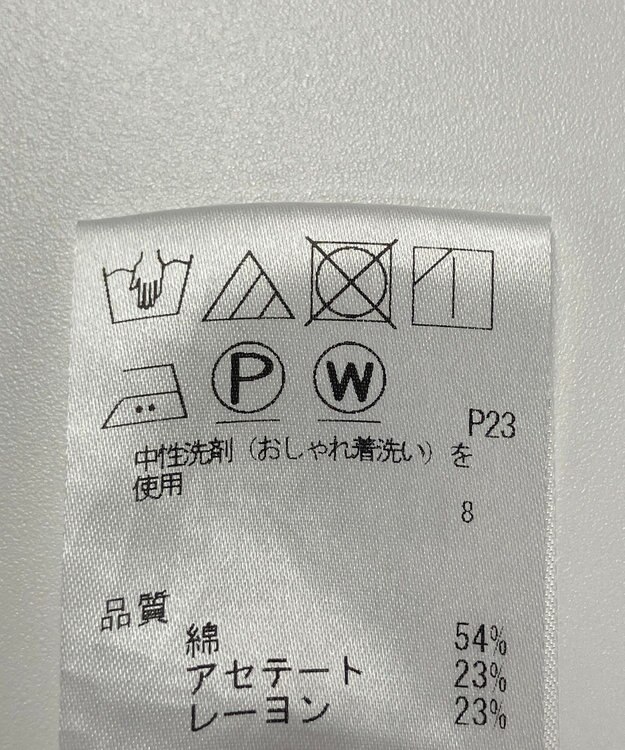 P W
P23
中性洗剤（おしゃれ着洗い）を
使用
8
品質
綿 54%
アセテート 23%
レーヨン 23%